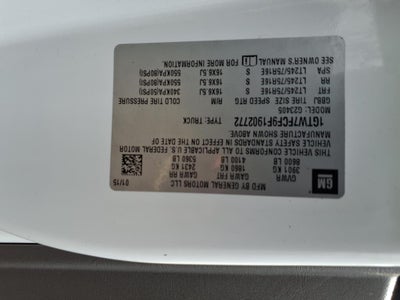 GM MFD BY GENERAL MOTORS LLC 01/15
GVWR GAWR FRT GAWR RR
3901 KG 1860 KG 2431 KG
8600 LB 4100 LB 5360 LB
THIS VEHICLE CONFORMS TO ALL APPLICABLE U.S. FEDERAL MOTOR
VEHICLE SAFETY STANDARDS IN EFFECT ON THE DATE OF
MANUFACTURE SHOWN ABOVE.
1GTW7FCF9F1902772 TYPE: TRUCK
G23405
TIRE SIZE SPEED RTG RIM COLD TIRE PRESSURE
FRT LT245/75R16E S 16X6.5J 340KPA(50PSI)
RR LT245/75R16E S 16X6.5J 550KPA(80PSI)
SPA LT245/75R16E S 16X6.5J 550KPA(80PSI)
SEE OWNER'S MANUAL FOR MORE INFORMATION.